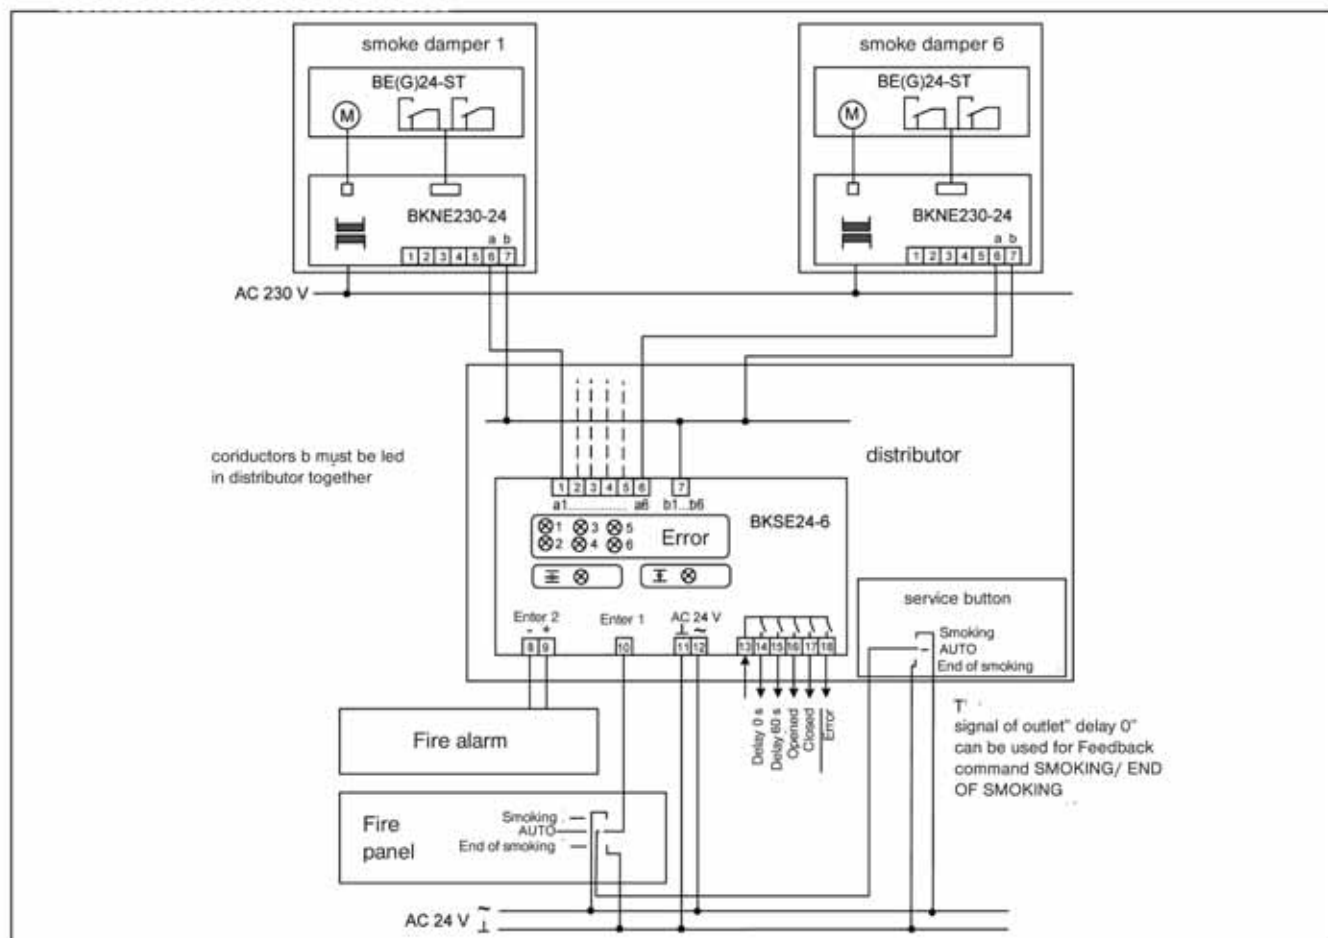 smoke damper 1
BE(G)24-ST
M
BKNE230-24
a b
1 2 3 4 5 6 7
smoke damper 6
BE(G)24-ST
M
BKNE230-24
a b
1 2 3 4 5 6 7
AC 230 V
coriductors b must be led
in distributor together
distributor
1 2 3 4 5 6 7
a1.............. a6 b1...b6
BKSE24-6
1 3 5
2 4 6
Error
Enter 2
- +
Enter 1
AC 24 V
⊥ ~
8 9 10 11 12 13 14 15 16 17 18
Delay 0 s
Delay 60 s
Opened
Closed
Error
service button
Smoking
AUTO
End of smoking
T'
signal of outlet" delay 0"
can be used for Feedback
command SMOKING/ END
OF SMOKING
Fire alarm
Fire
panel
Smoking
AUTO
End of smoking
AC 24 V ~
⊥